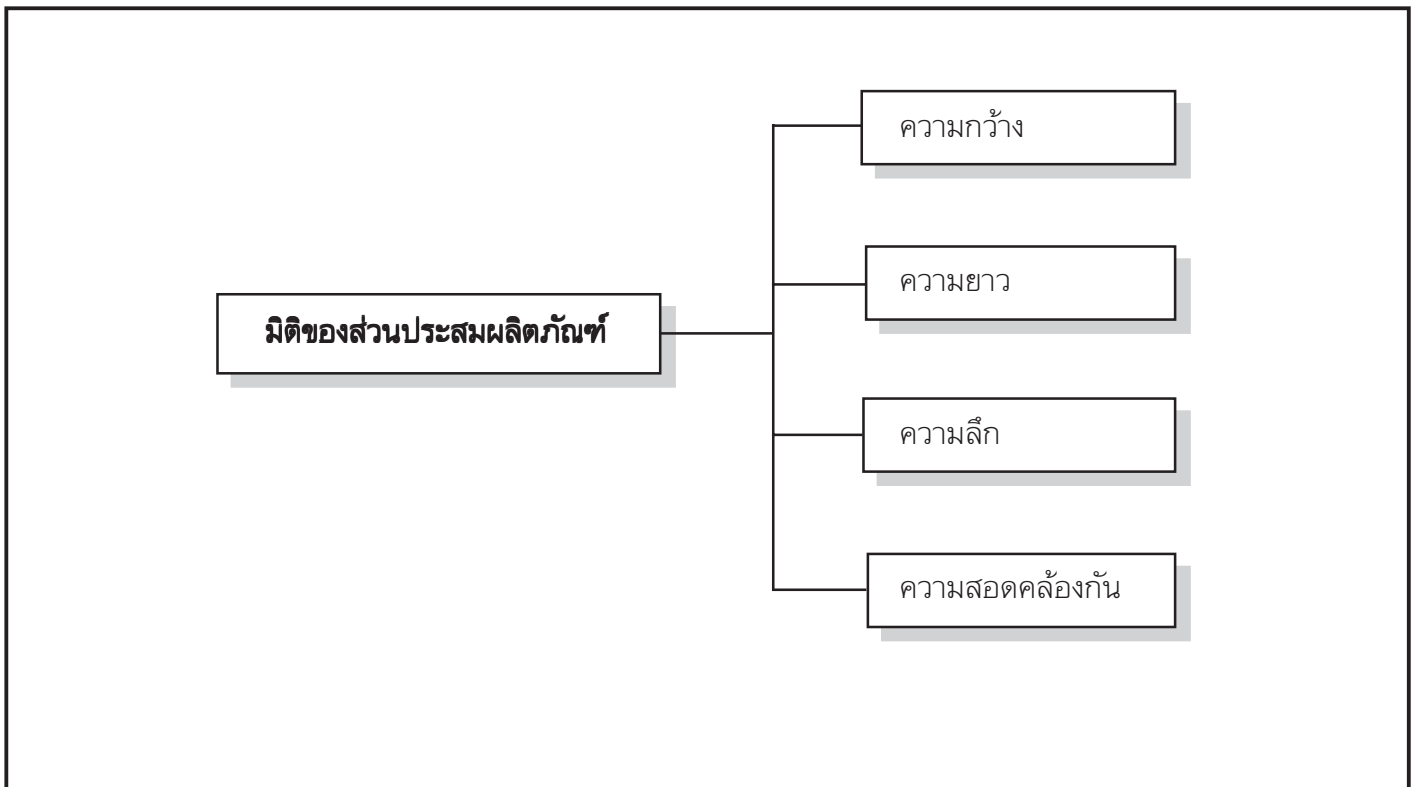 ความกว้าง
ความยาว
มิติของส่วนประสมผลิตภัณฑ์
ความลึก
ความสอดคล้องกัน